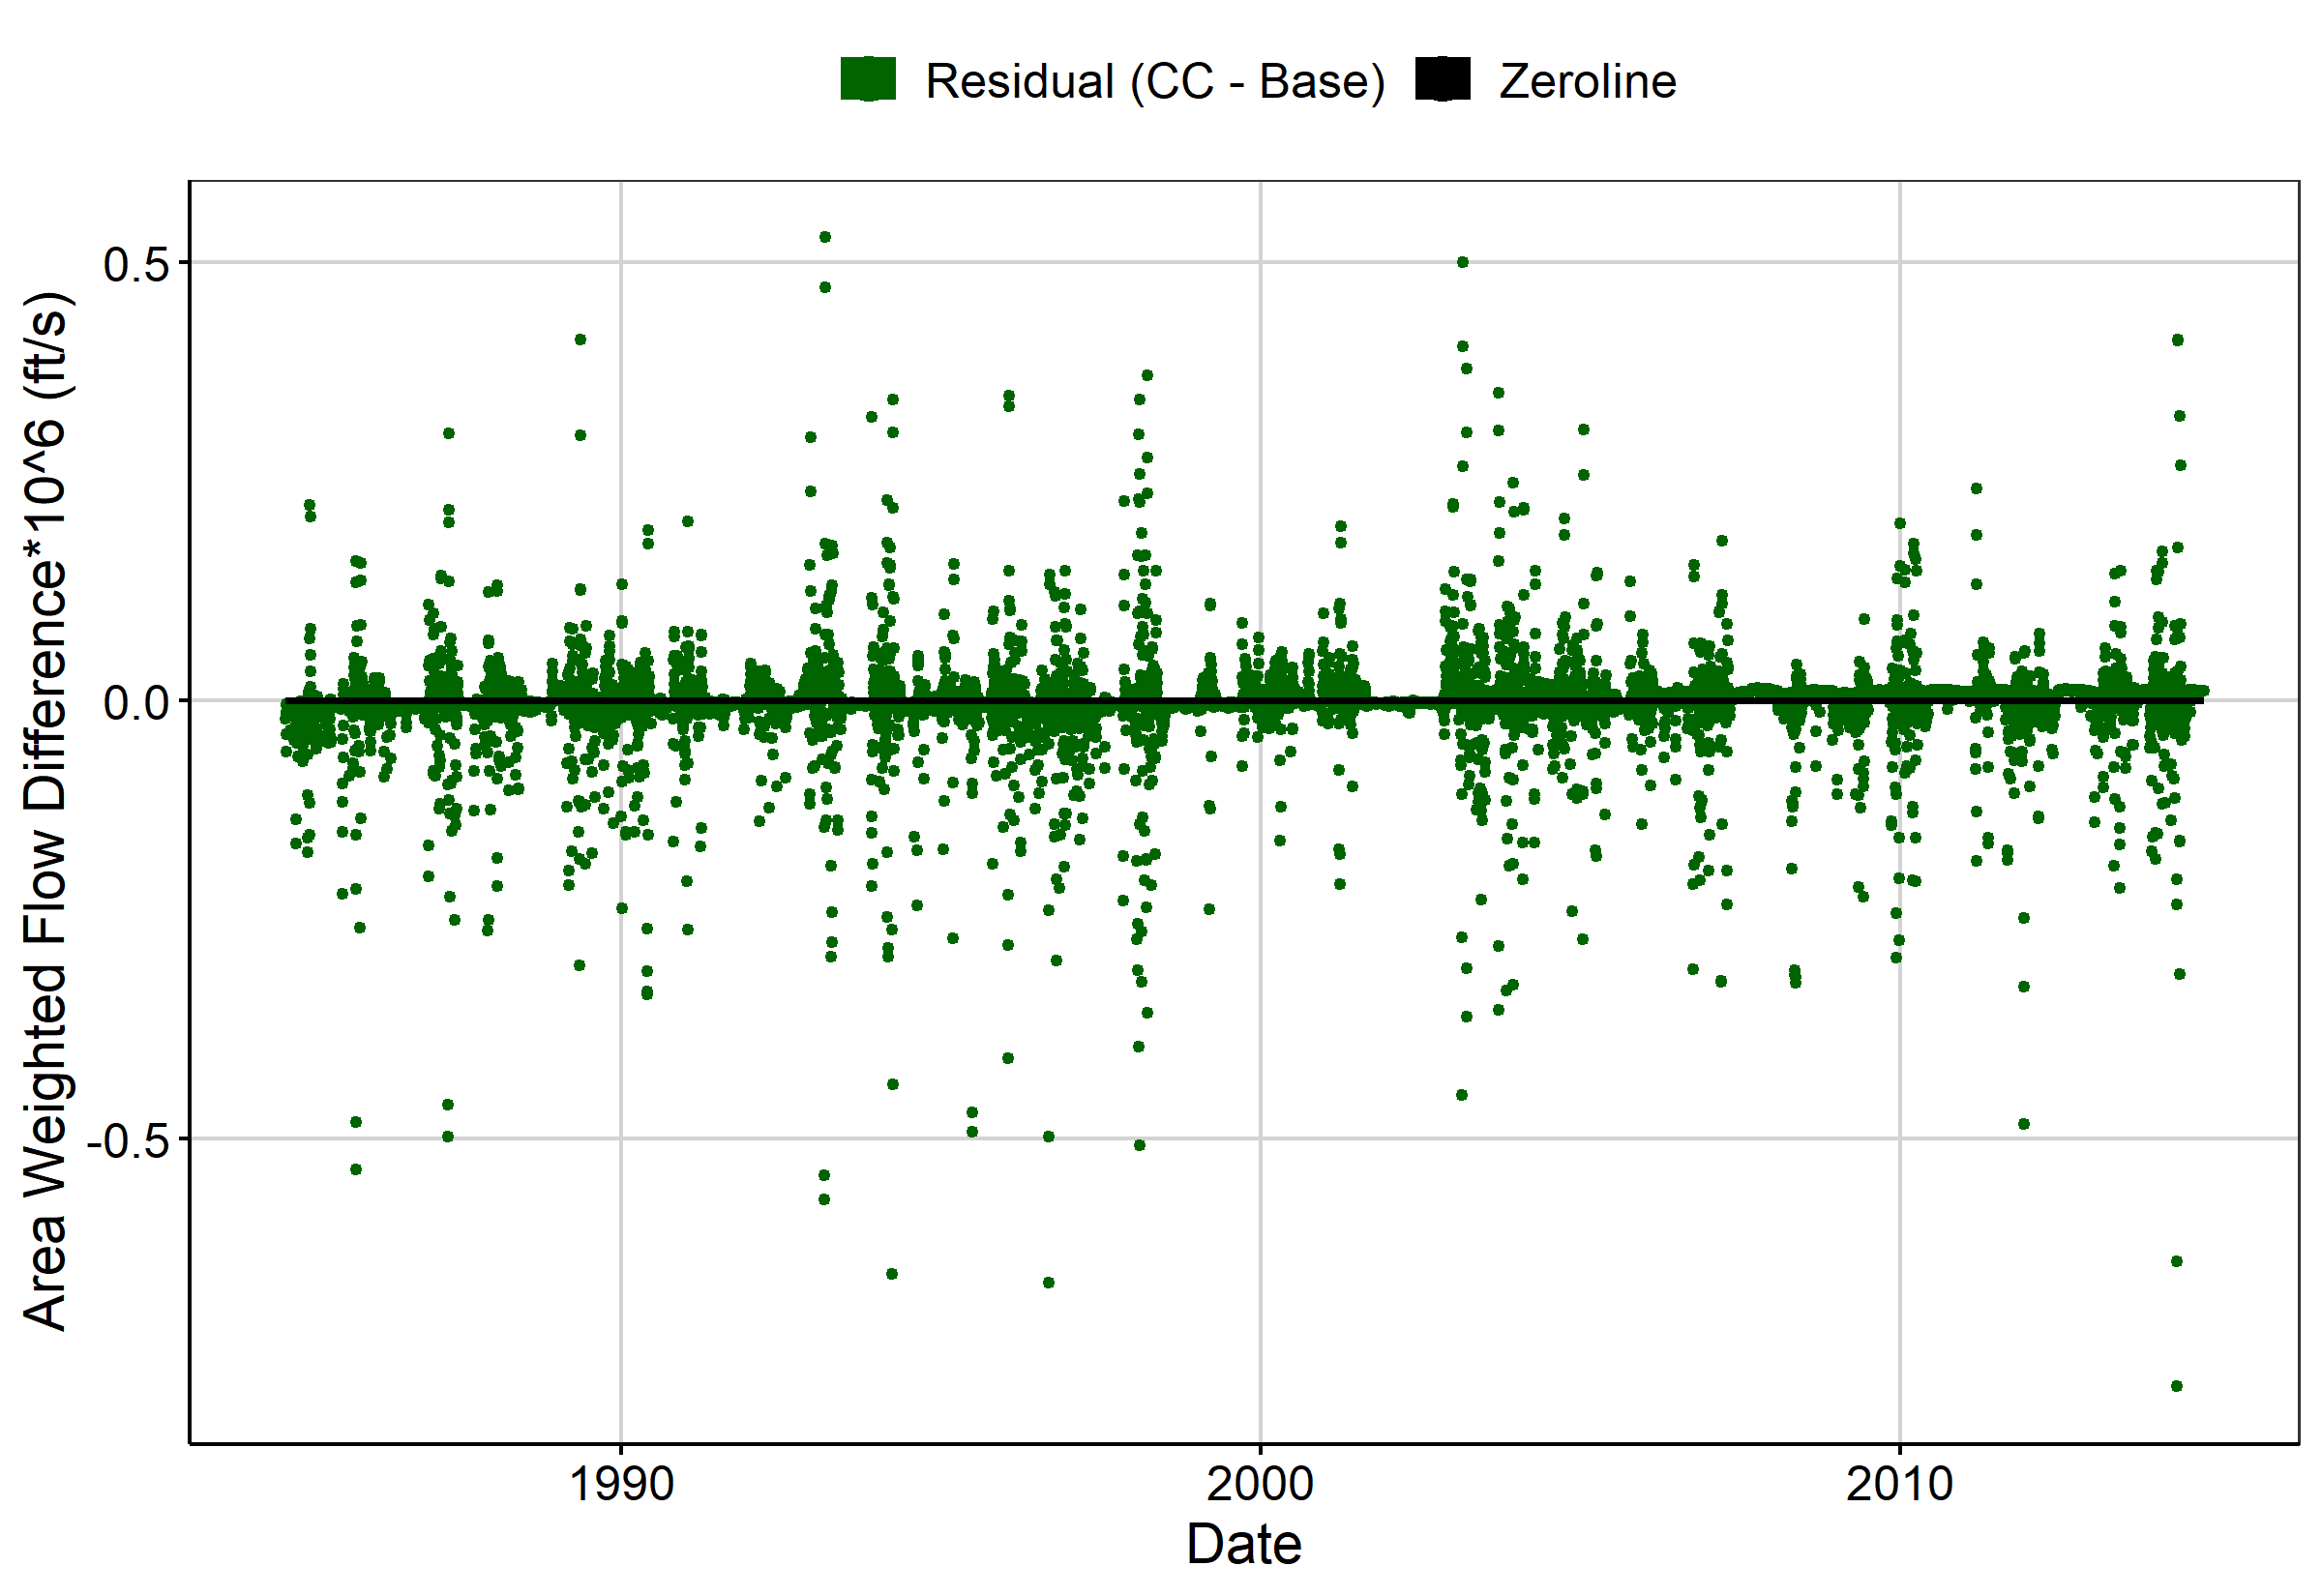 Residual (CC - Base) Zeroline
Area Weighted Flow Difference*10^6 (ft/s)
0.5
0.0
-0.5
1990 2000 2010
Date